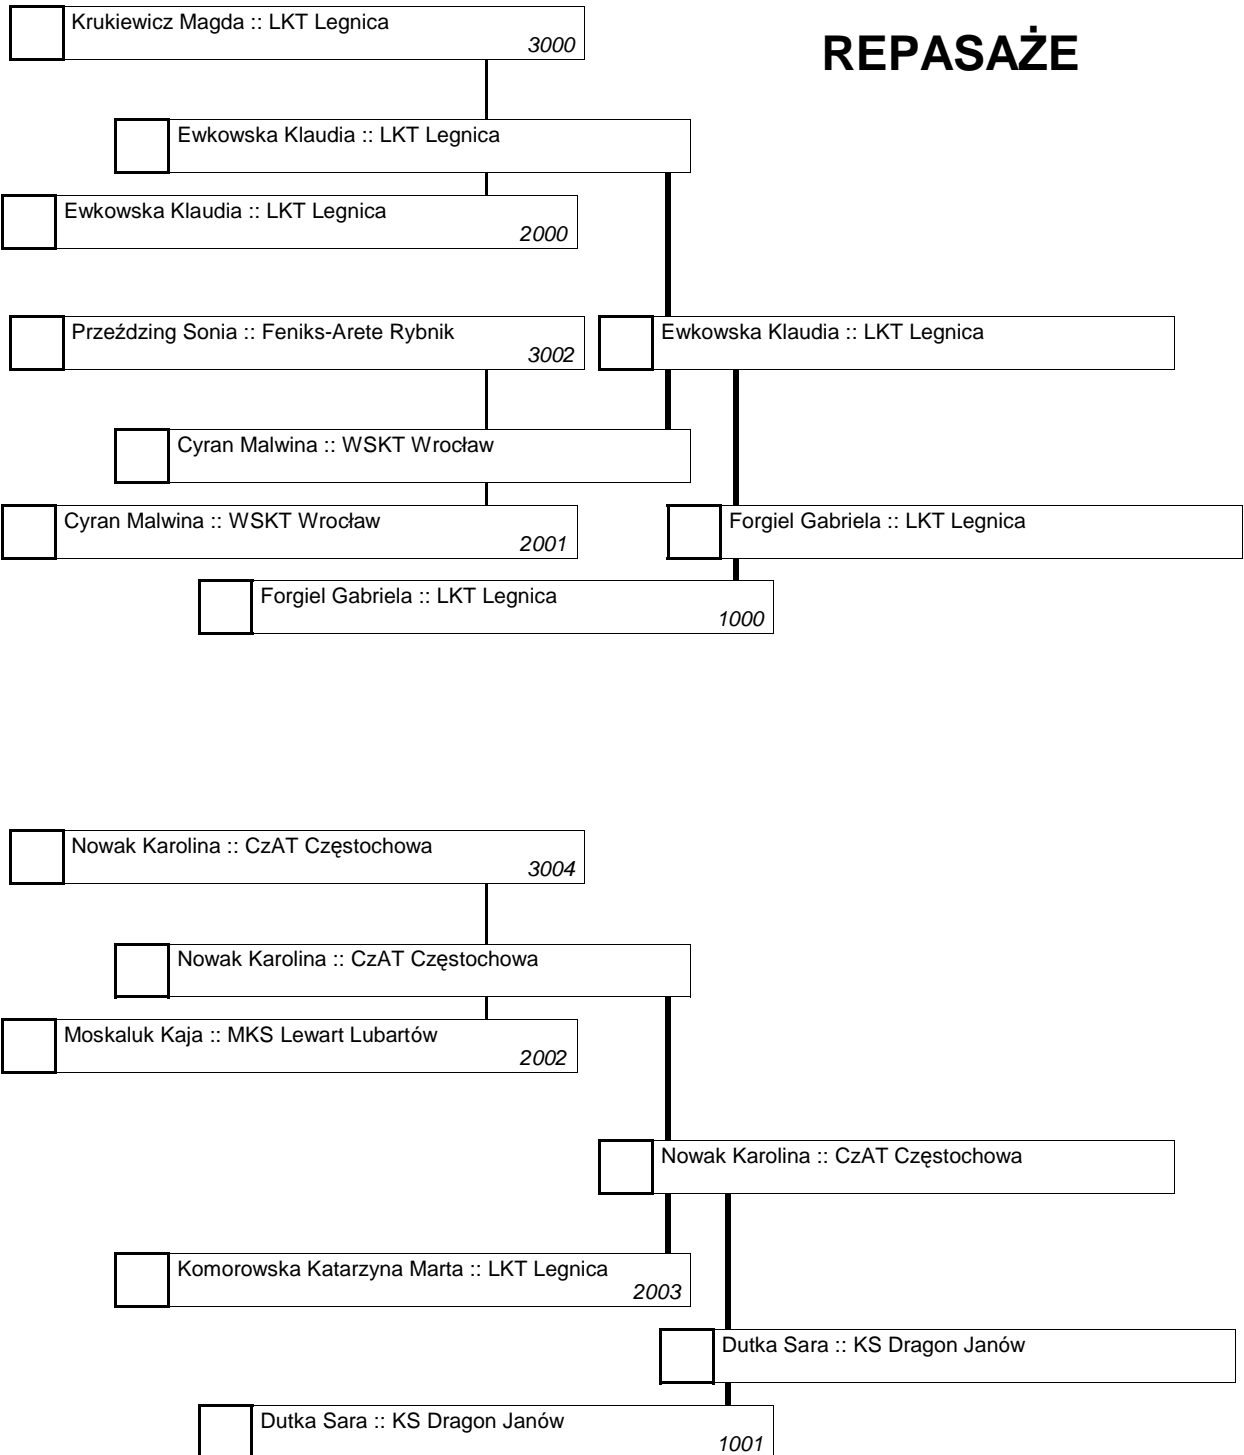 Krukiewicz Magda :: LKT Legnica
3000
REPASAŻE
Ewkowska Klaudia :: LKT Legnica
Ewkowska Klaudia :: LKT Legnica
2000
Przeździng Sonia :: Feniks-Arete Rybnik
3002
Ewkowska Klaudia :: LKT Legnica
Cyran Malwina :: WSKT Wrocław
Cyran Malwina :: WSKT Wrocław
2001
Forgiel Gabriela :: LKT Legnica
Forgiel Gabriela :: LKT Legnica
1000
Nowak Karolina :: CzAT Częstochowa
3004
Nowak Karolina :: CzAT Częstochowa
Moskaluk Kaja :: MKS Lewart Lubartów
2002
Nowak Karolina :: CzAT Częstochowa
Komorowska Katarzyna Marta :: LKT Legnica
2003
Dutka Sara :: KS Dragon Janów
Dutka Sara :: KS Dragon Janów
1001